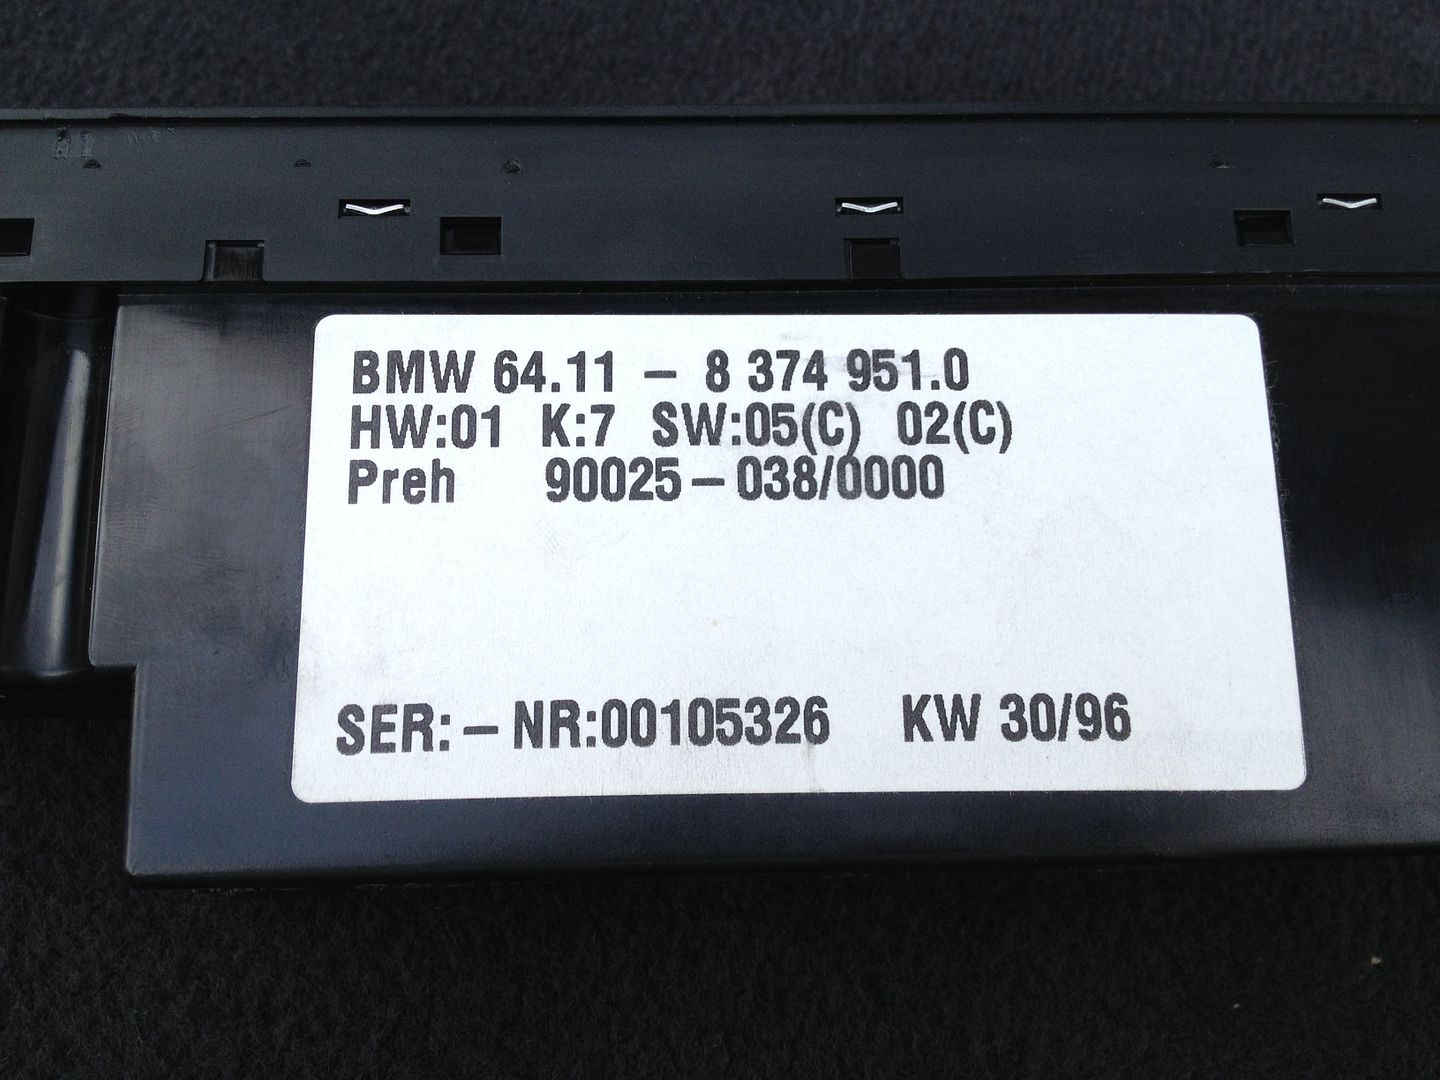 BMW 64.11 – 8 374 951.0
HW:01 K:7 SW:05(C) 02(C)
Preh 90025–038/0000
SER:–NR:00105326 KW 30/96